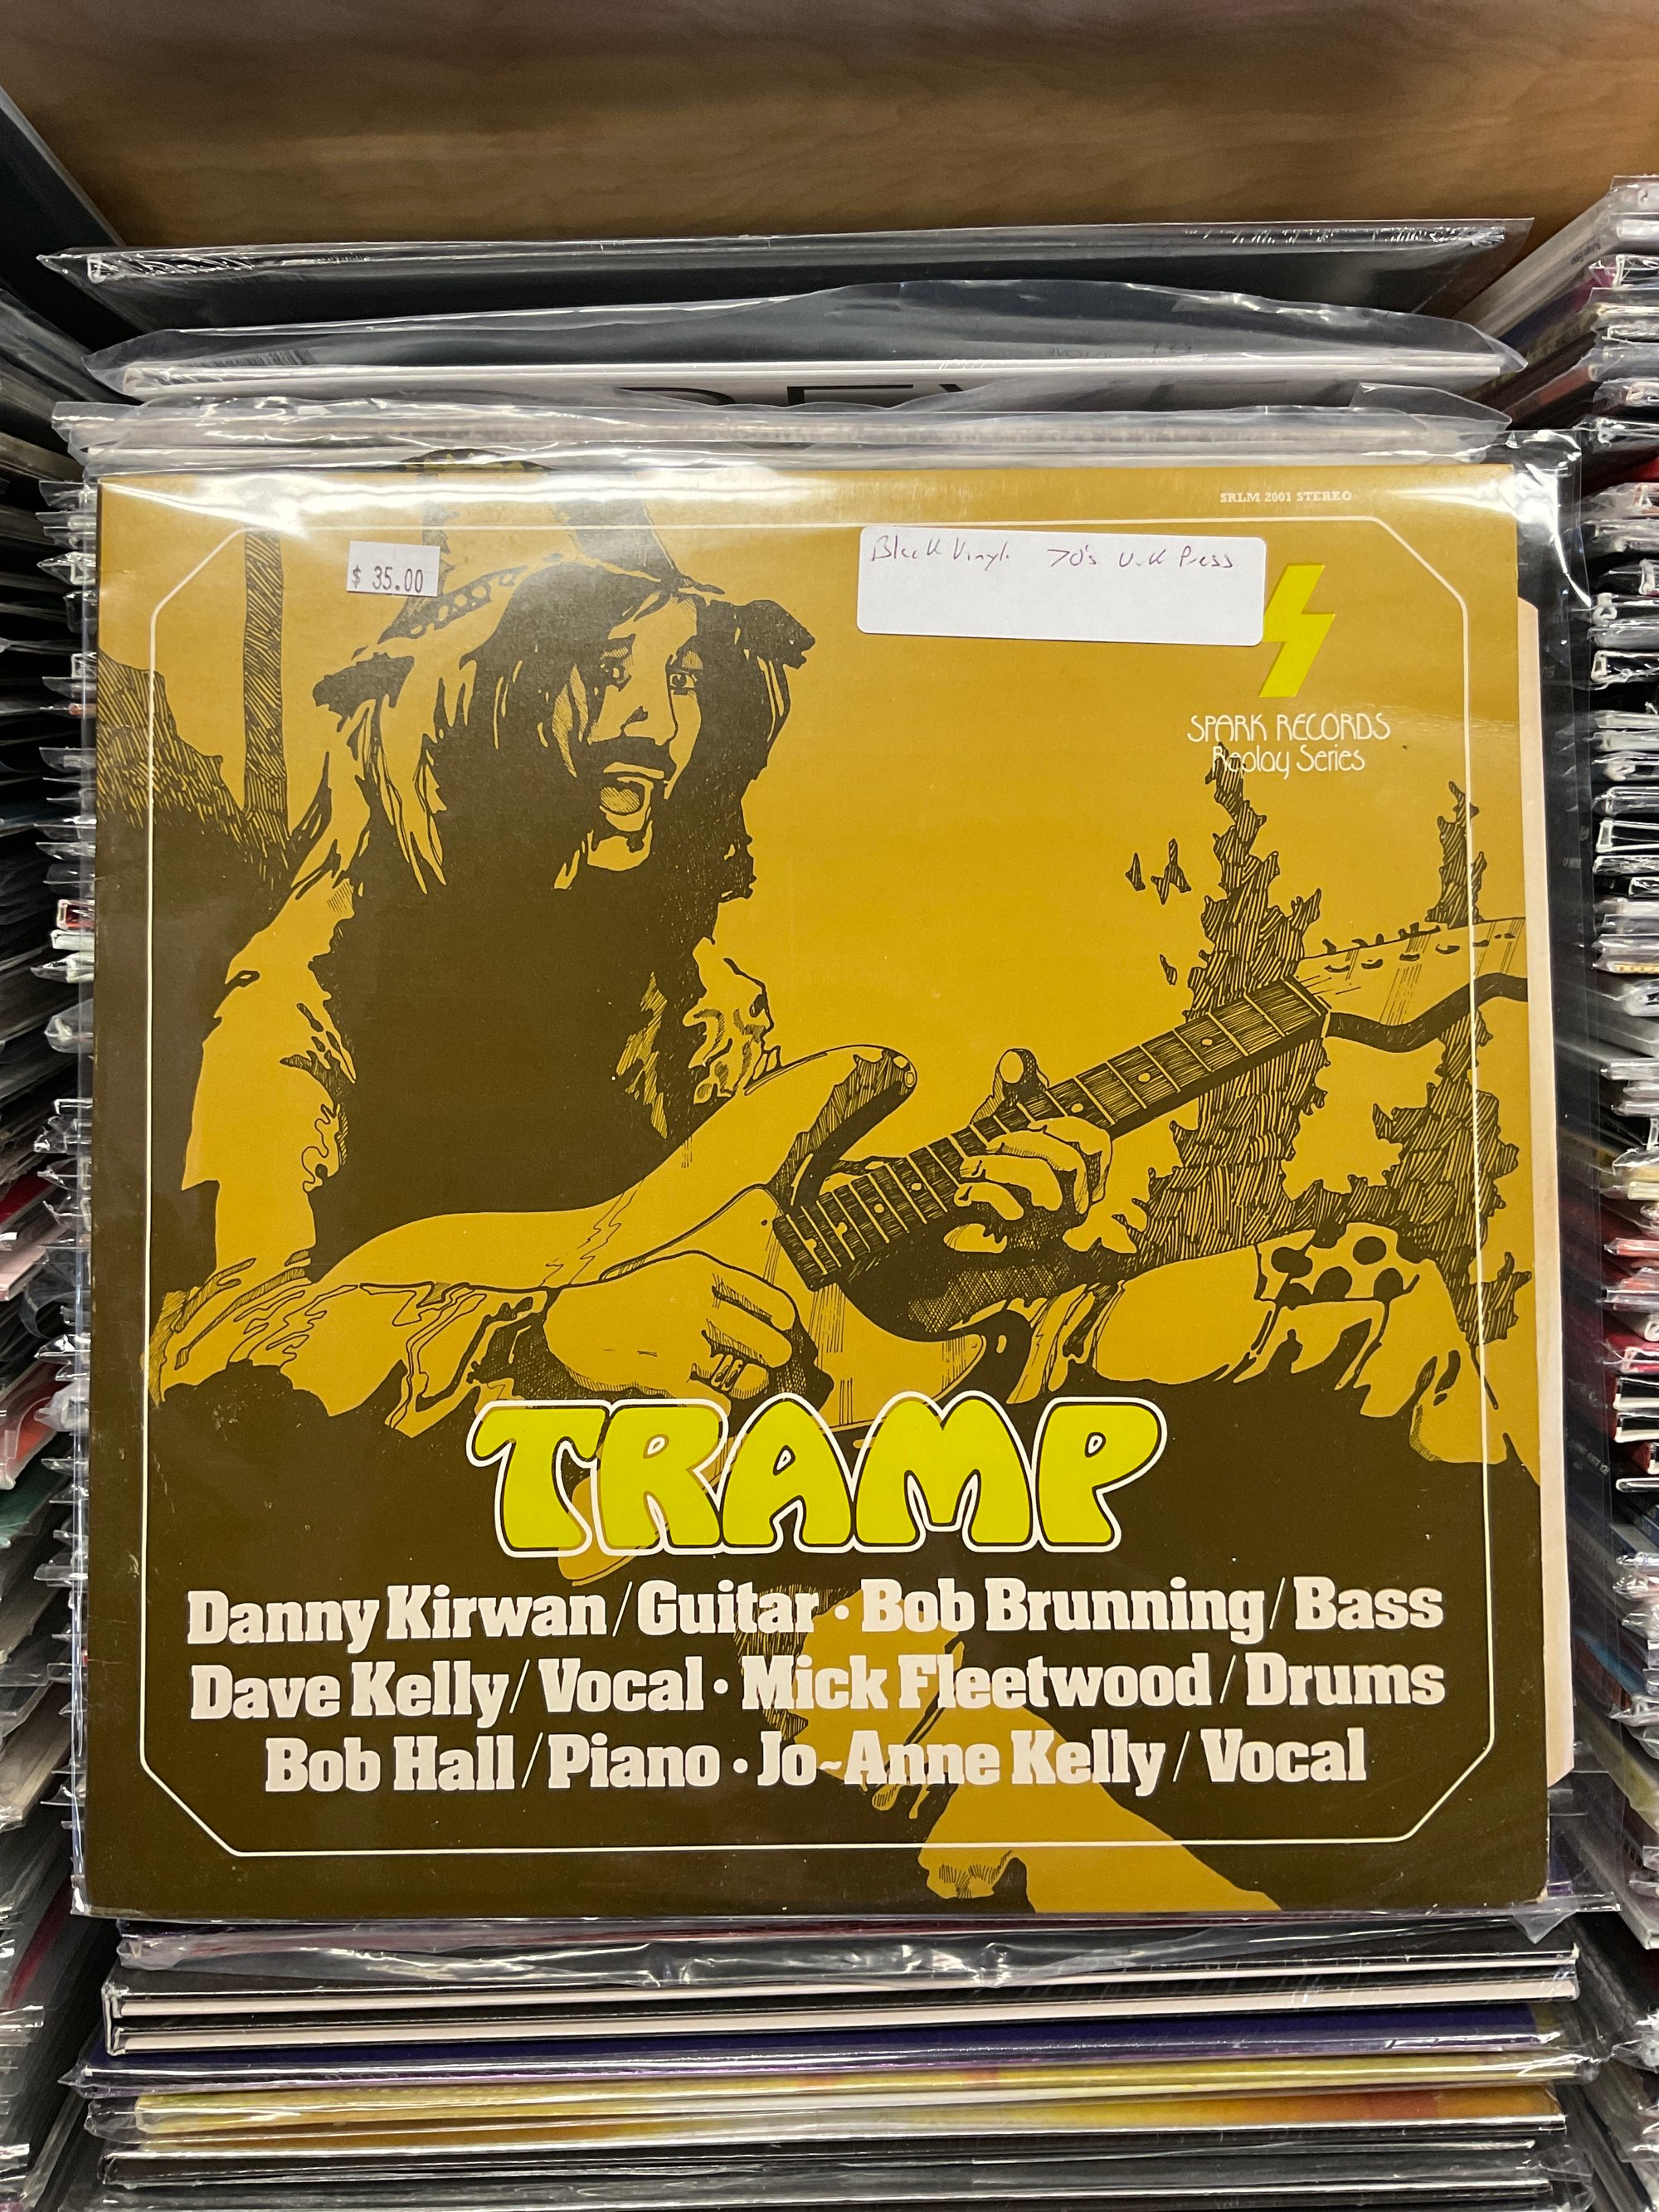 SRLM 2001 STEREO
$ 35.00
Black Vinyl 70's U.K Press
SPARK RECORDS
Replay Series
TRAMP
Danny Kirwan/Guitar · Bob Brunning/Bass
Dave Kelly/Vocal · Mick Fleetwood/Drums
Bob Hall/Piano · Jo~Anne Kelly/Vocal